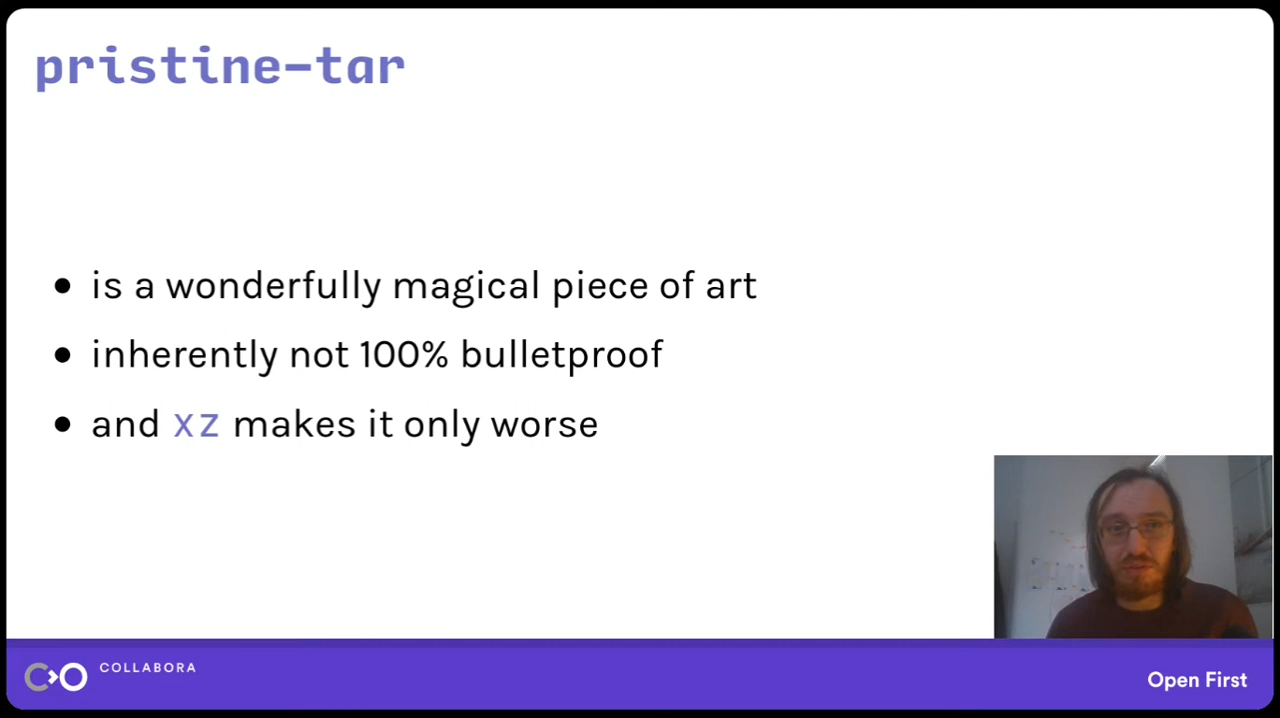 pristine-tar
is a wonderfully magical piece of art
inherently not 100% bulletproof
and xz makes it only worse
COLLABORA
Open First